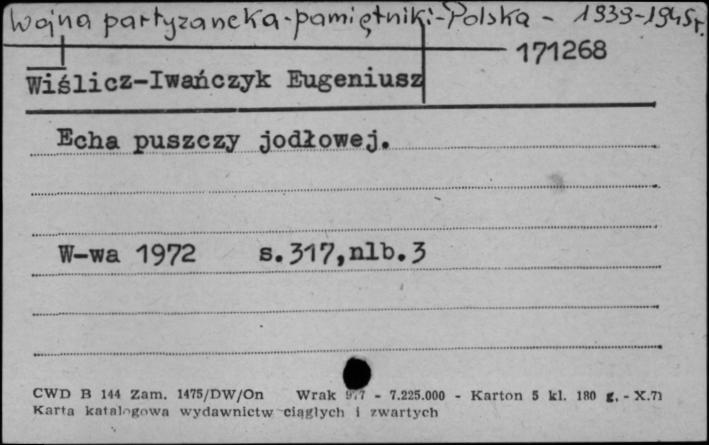 Wojna partyzancka-pamiętniki-Polska - 1939-1945r.
171268
Wiślicz-Iwańczyk Eugeniusz
Echa puszczy jodłowej.
W-wa 1972 s.317,nlb.3
CWD B 144 Zam. 1475/DW/On Wrak 977 - 7.225.000 - Karton 5 kl. 180 g. - X.71
Karta katalogowa wydawnictw ciągłych i zwartych